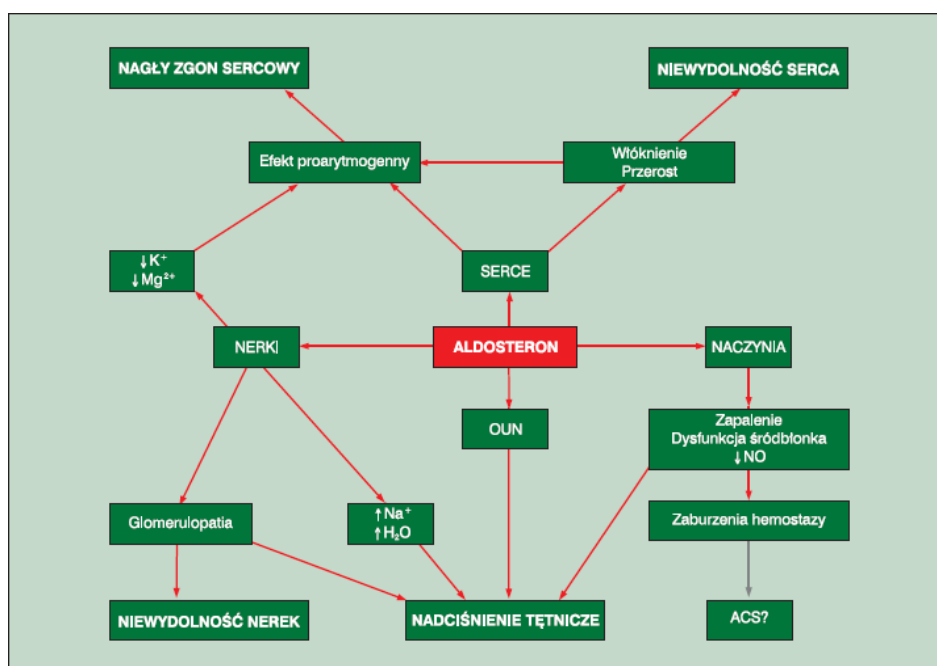 NAGŁY ZGON SERCOWY
NIEWYDOLNOŚĆ SERCA
Efekt proarytmogenny
Włóknienie
Przerost
↓K⁺
↓Mg²⁺
SERCE
NERKI
ALDOSTERON
NACZYNIA
OUN
Zapalenie
Dysfunkcja śródbłonka
↓NO
Glomerulopatia
↑Na⁺
↑H₂O
Zaburzenia hemostazy
NIEWYDOLNOŚĆ NEREK
NADCIŚNIENIE TĘTNICZE
ACS?